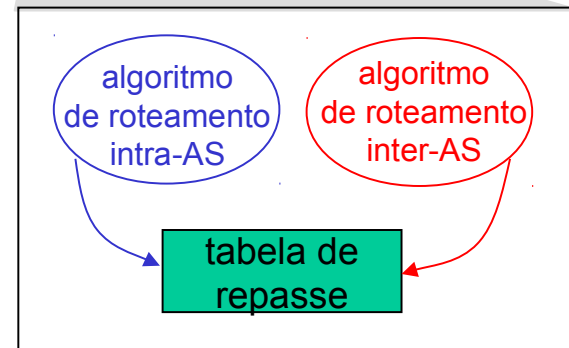 algoritmo
de roteamento
intra-AS
algoritmo
de roteamento
inter-AS
tabela de
repasse